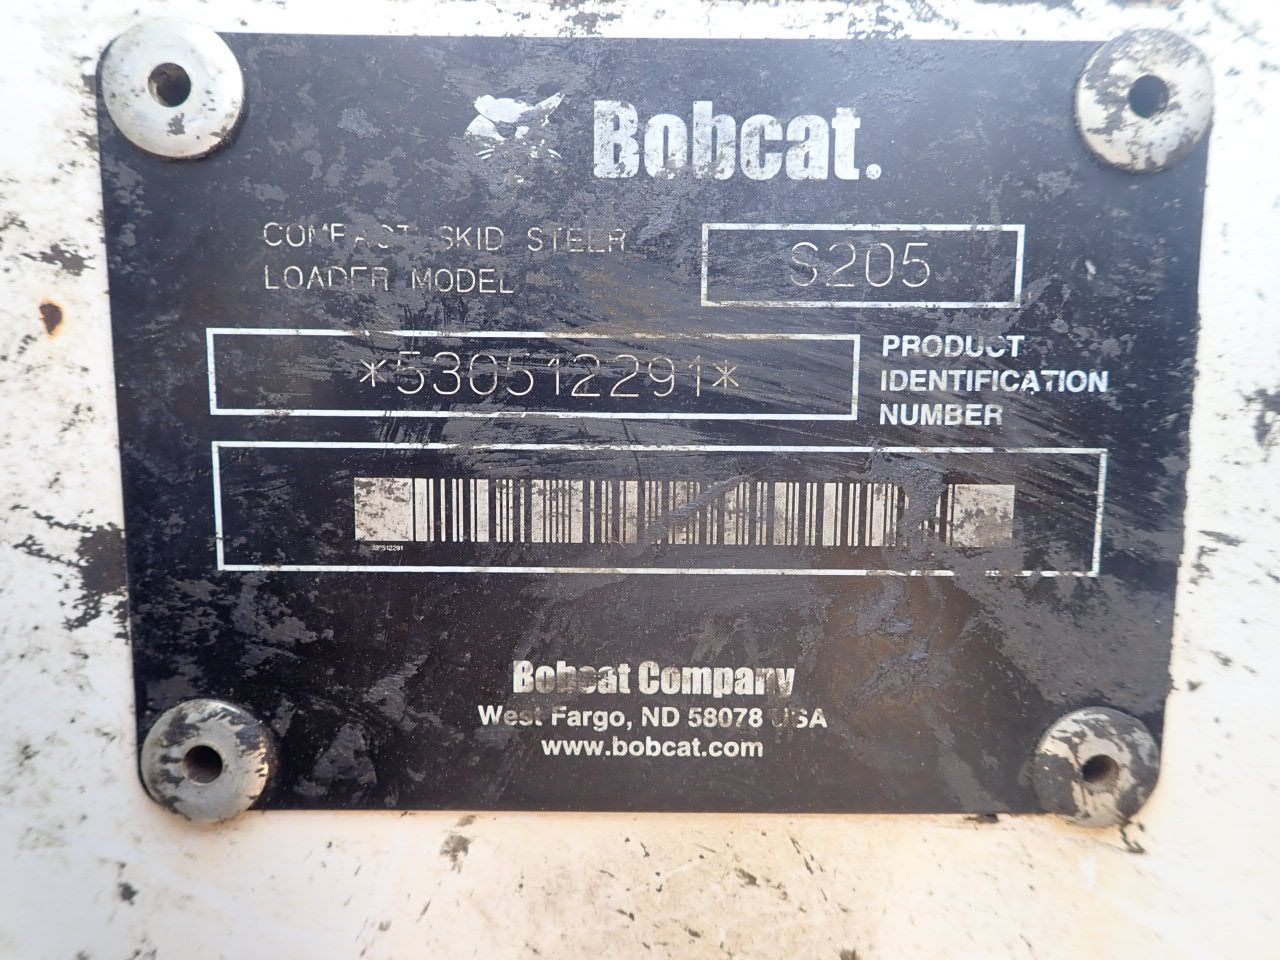 Bobcat.
COMPACT SKID STEER
LOADER MODEL
S205
*530512291*
PRODUCT
IDENTIFICATION
NUMBER
Bobcat Company
West Fargo, ND 58078 USA
www.bobcat.com